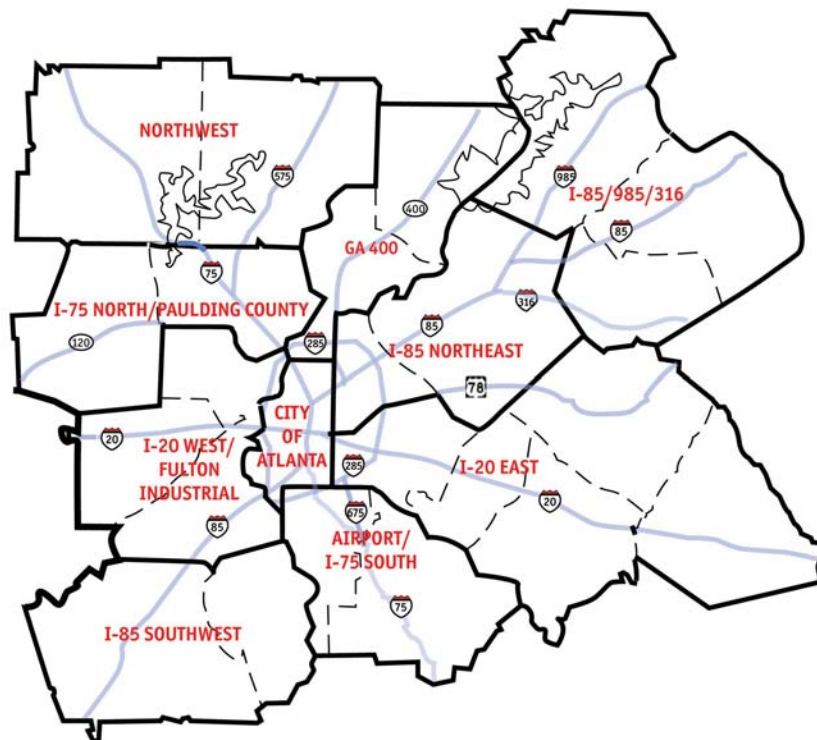 NORTHWEST
575
985
I-85/985/316
400
85
GA 400
75
I-75 NORTH/PAULDING COUNTY
316
85
120
285
I-85 NORTHEAST
78
CITY
OF
ATLANTA
20
I-20 WEST/
FULTON
INDUSTRIAL
285
I-20 EAST
20
85
675
AIRPORT/
I-75 SOUTH
75
I-85 SOUTHWEST